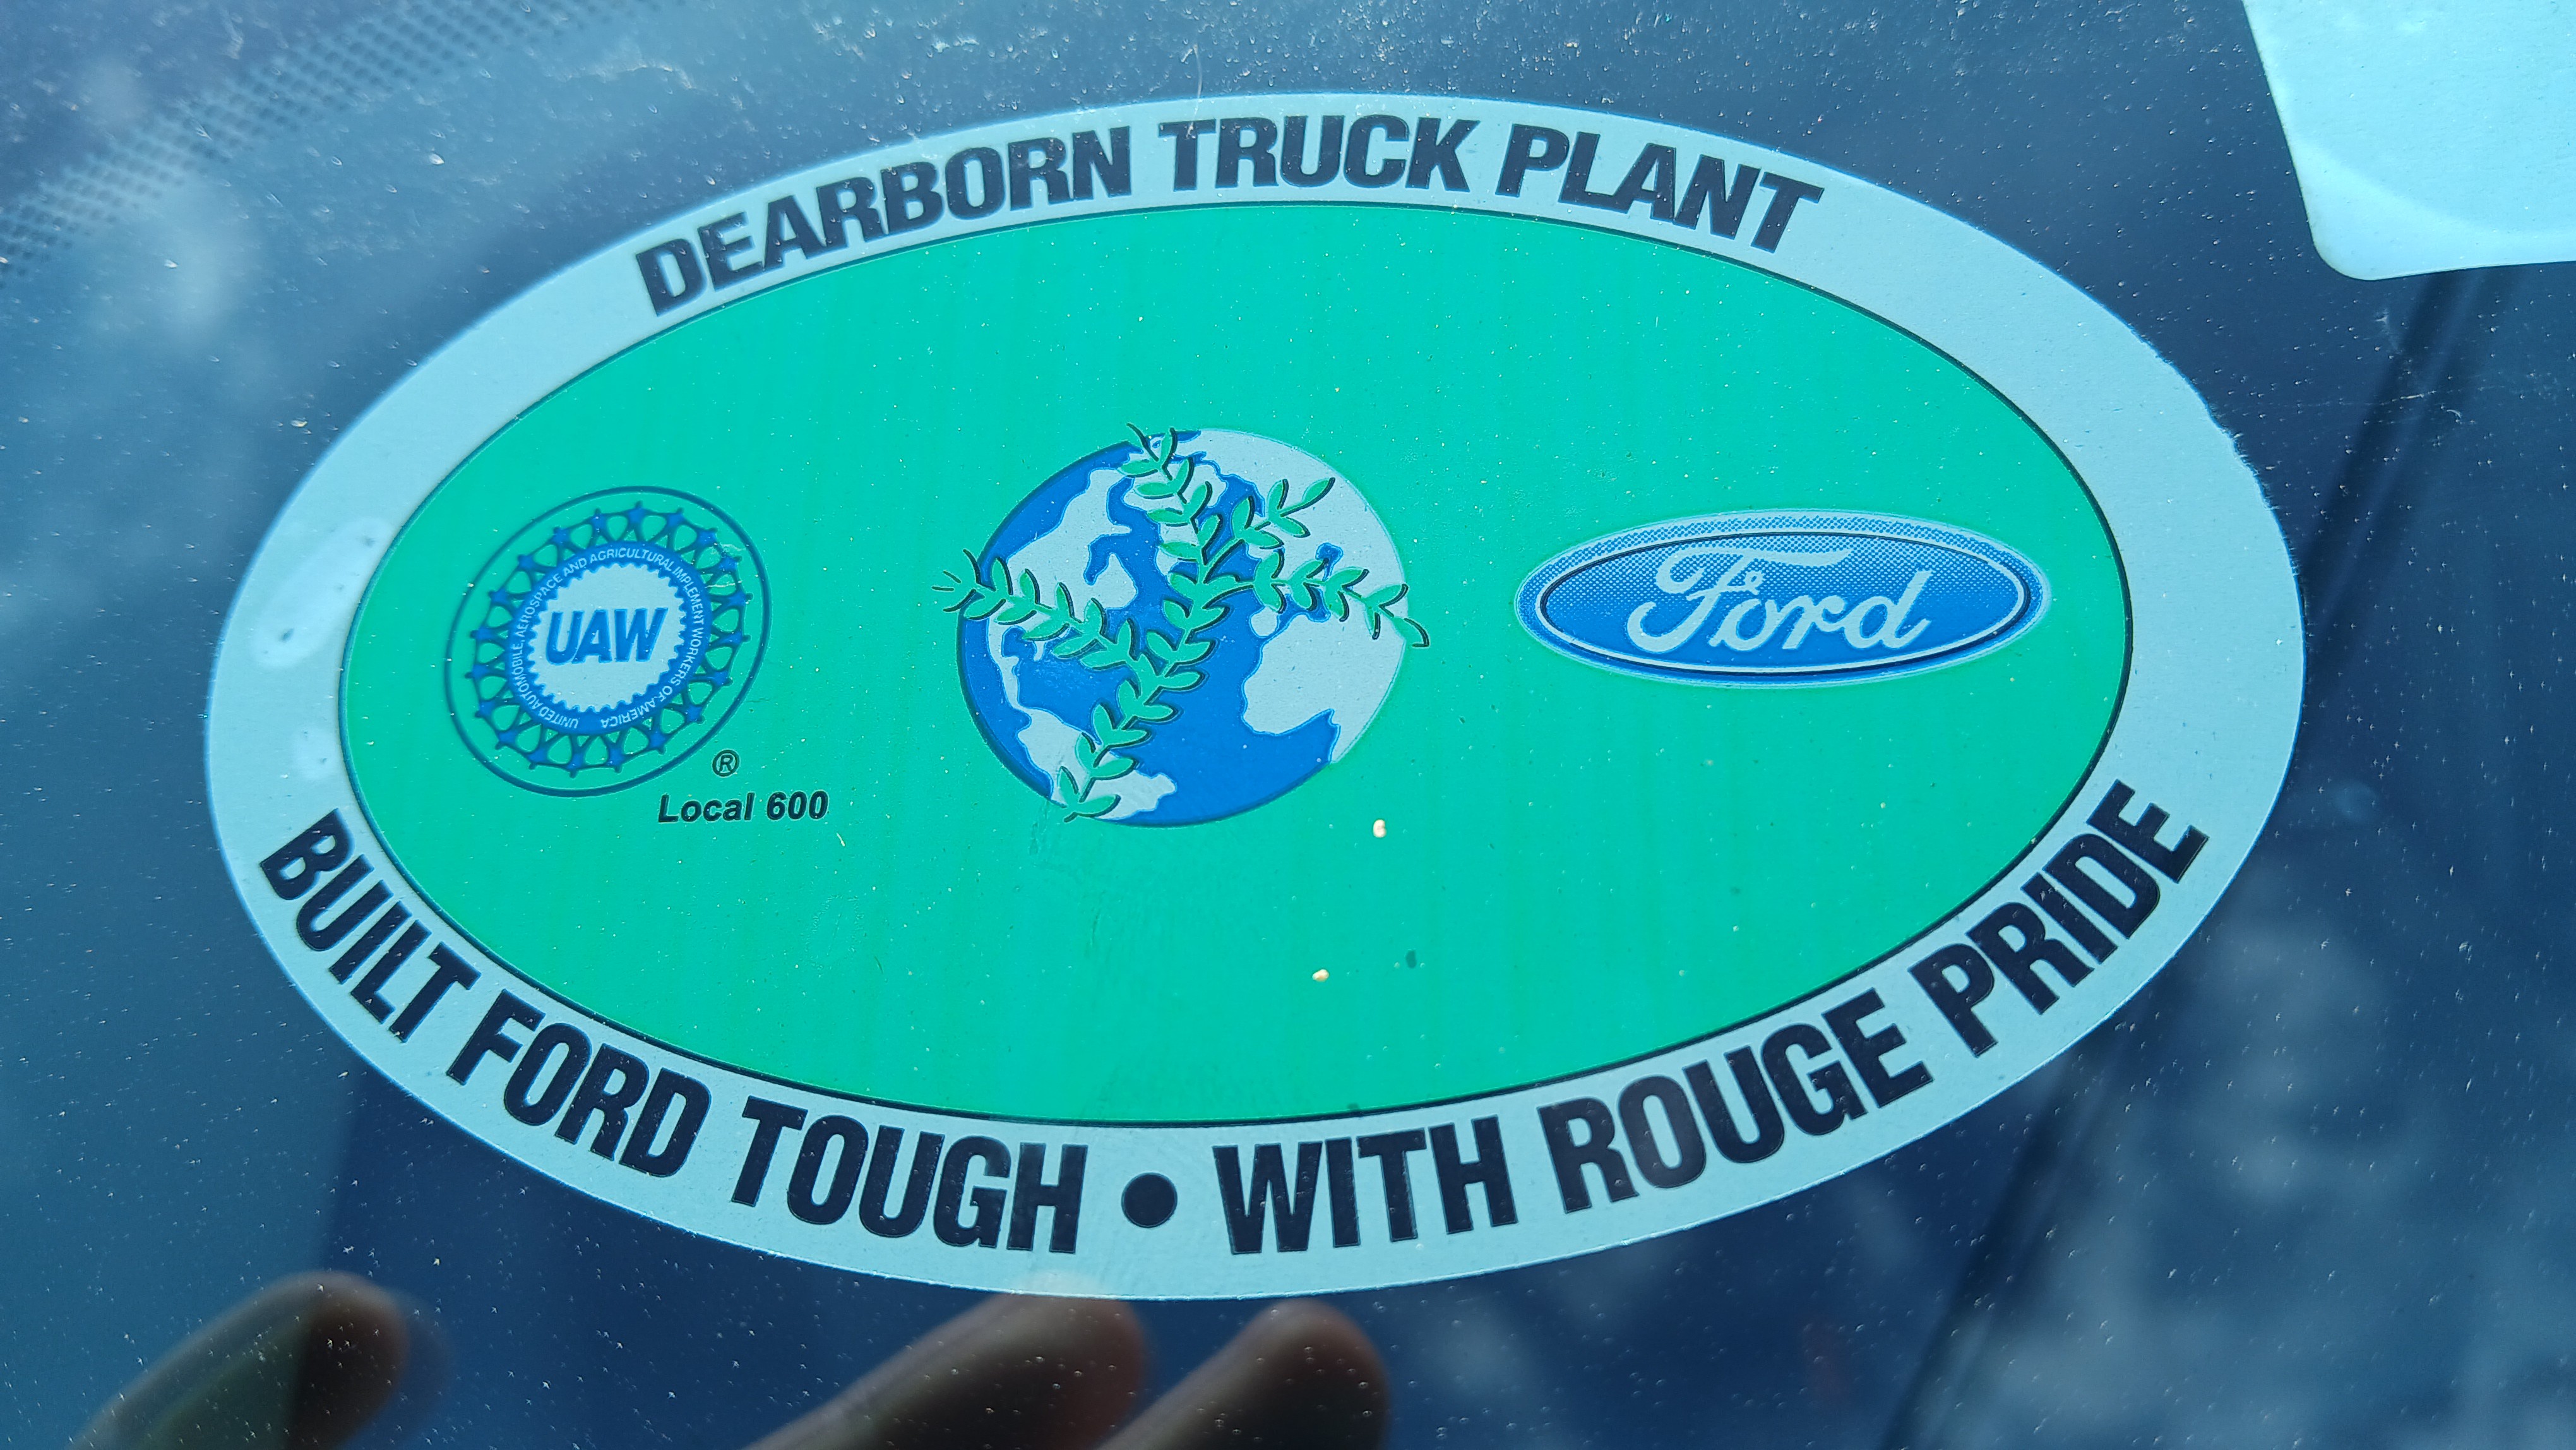 DEARBORN TRUCK PLANT
UNITED AUTOMOBILE, AEROSPACE AND AGRICULTURAL IMPLEMENT WORKERS OF AMERICA
UAW
®
Local 600
Ford
BUILT FORD TOUGH • WITH ROUGE PRIDE